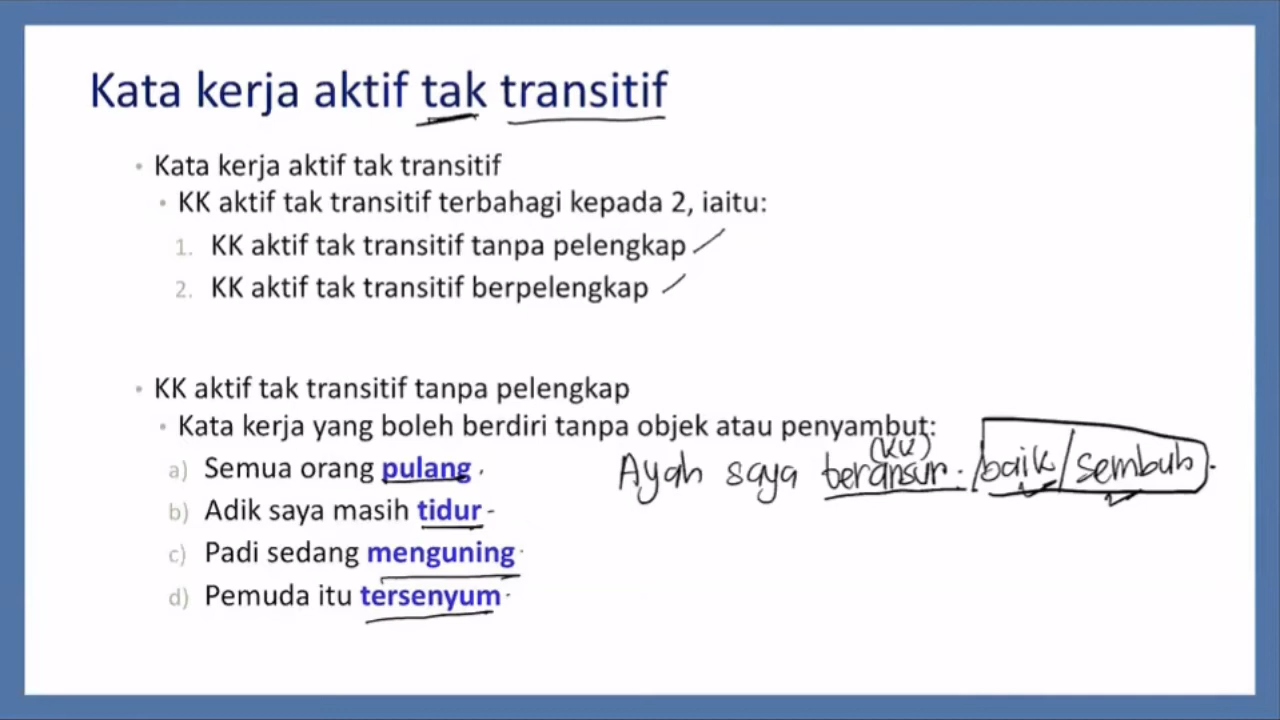 Kata kerja aktif tak transitif
• Kata kerja aktif tak transitif
• KK aktif tak transitif terbahagi kepada 2, iaitu:
1. KK aktif tak transitif tanpa pelengkap
2. KK aktif tak transitif berpelengkap
• KK aktif tak transitif tanpa pelengkap
• Kata kerja yang boleh berdiri tanpa objek atau penyambut:
a) Semua orang pulang
b) Adik saya masih tidur
c) Padi sedang menguning
d) Pemuda itu tersenyum
(KK)
Ayah saya beransur. / baik / sembuh.